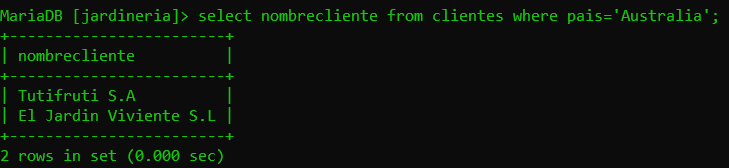 MariaDB [jardineria]> select nombrecliente from clientes where pais='Australia';
+-----------------------+
| nombrecliente         |
+-----------------------+
| Tutifruti S.A         |
| El Jardin Viviente S.L |
+-----------------------+
2 rows in set (0.000 sec)